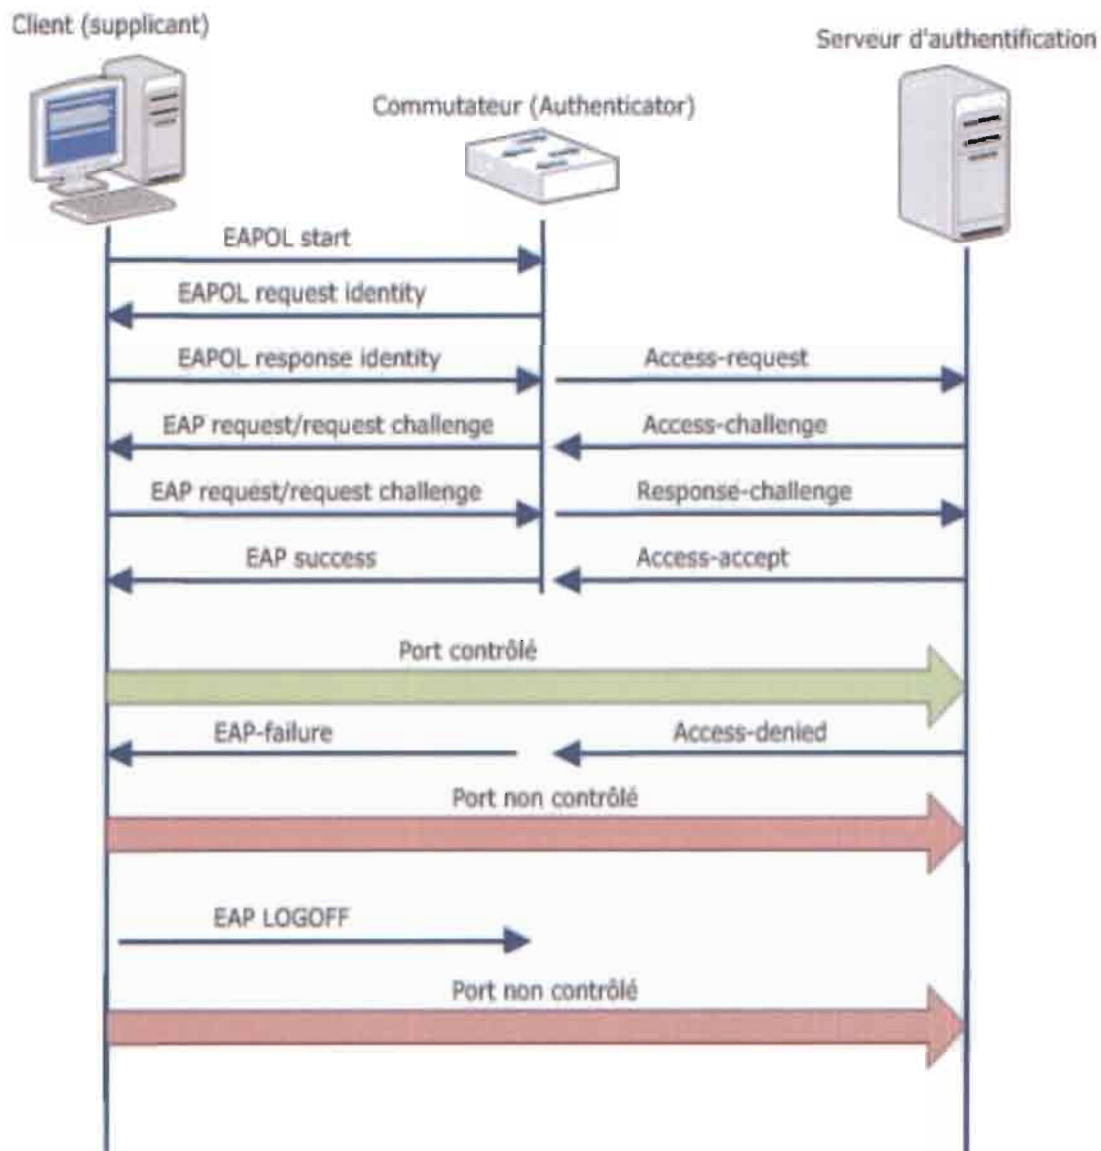 Client (supplicant)
Serveur d'authentification
Commutateur (Authenticator)
EAPOL start
EAPOL request identity
EAPOL response identity
Access-request
EAP request/request challenge
Access-challenge
EAP request/request challenge
Response-challenge
EAP success
Access-accept
Port contrôlé
EAP-failure
Access-denied
Port non contrôlé
EAP LOGOFF
Port non contrôlé